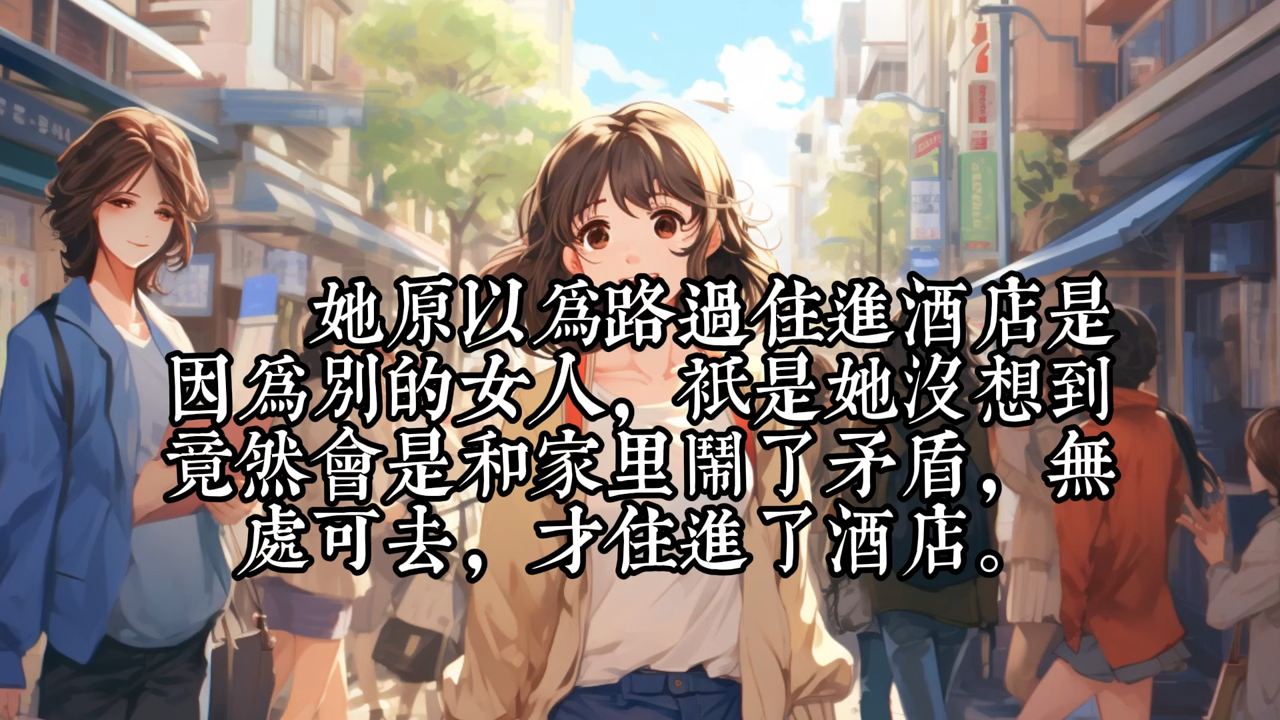 她原以爲路過住進酒店是
因爲別的女人，衹是她沒想到
竟然會是和家里鬧了矛盾，無
處可去，才住進了酒店。